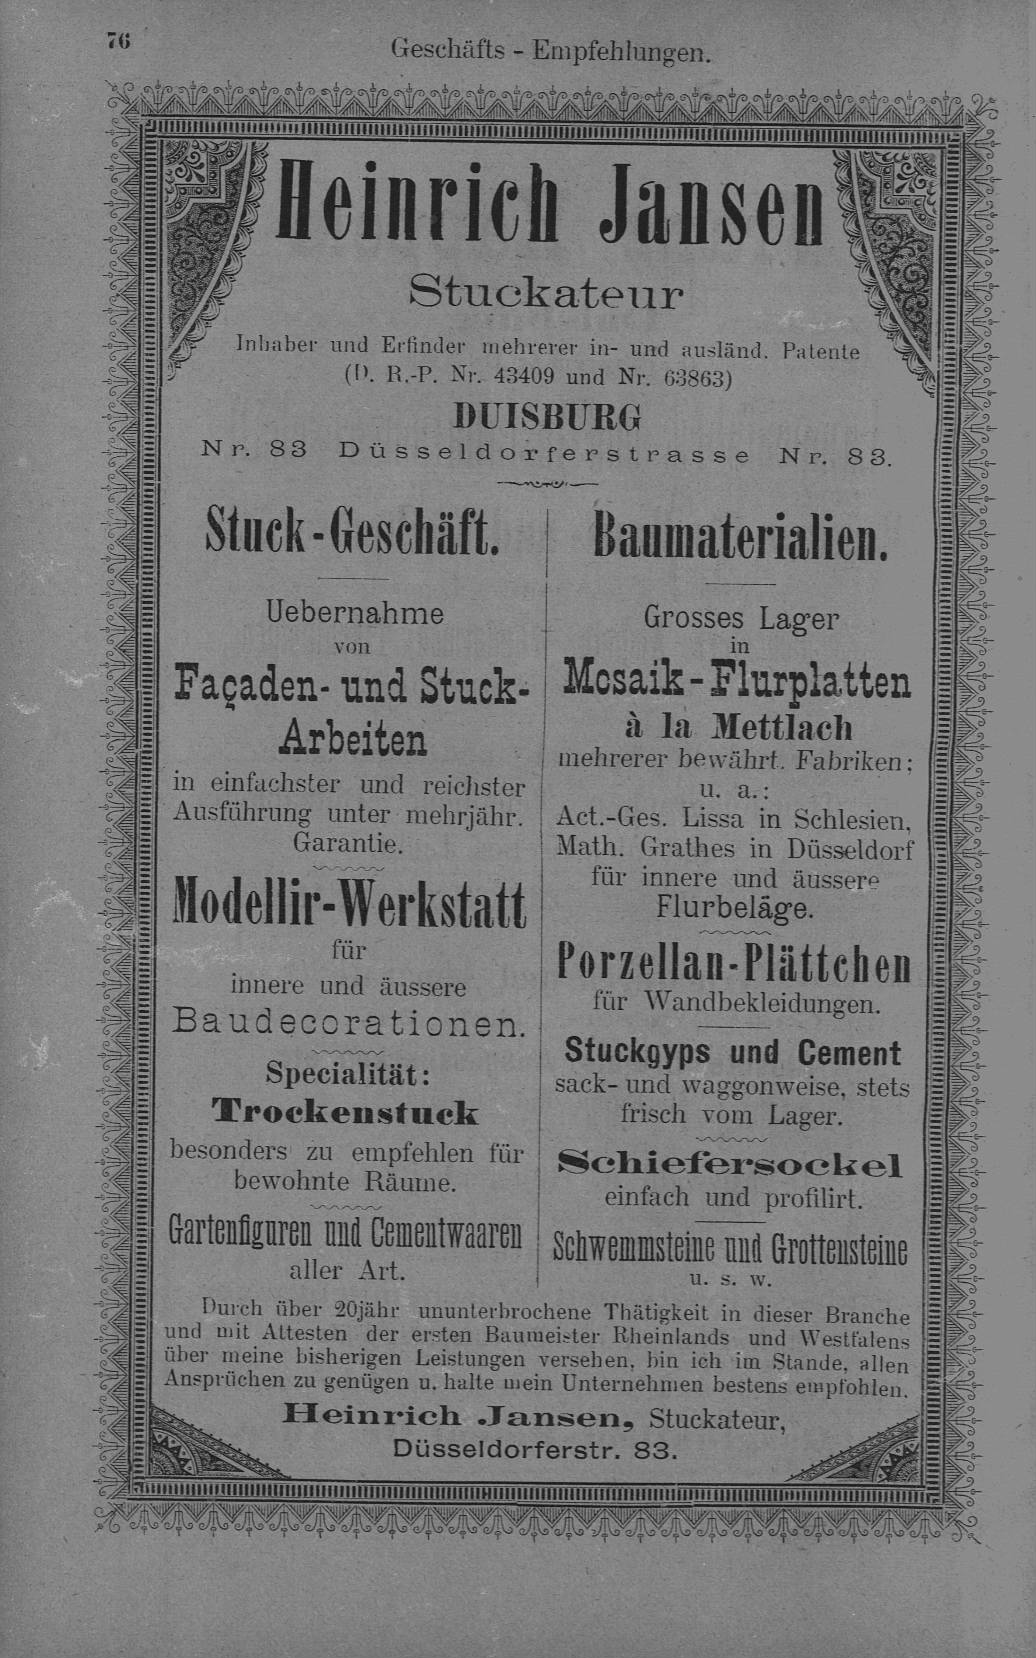 76
Geschäfts - Empfehlungen.
Heinrich Jansen
Stuckateur
Inhaber und Erfinder mehrerer in- und ausländ. Patente
(D. R.-P. Nr. 43409 und Nr. 63863)
DUISBURG
Nr. 83 Düsseldorferstrasse Nr. 83.
Stuck-Geschäft.
Uebernahme
von
Façaden- und Stuck-
Arbeiten
in einfachster und reichster
Ausführung unter mehrjähr.
Garantie.
Modellir-Werkstatt
für
innere und äussere
Baudecorationen.
Specialität:
Trockenstuck
besonders zu empfehlen für
bewohnte Räume.
Gartenfiguren und Cementwaaren
aller Art.
Baumaterialien.
Grosses Lager
in
Mosaik-Flurplatten
à la Mettlach
mehrerer bewährt. Fabriken;
u. a.:
Act.-Ges. Lissa in Schlesien,
Math. Grathes in Düsseldorf
für innere und äussere
Flurbeläge.
Porzellan-Plättchen
für Wandbekleidungen.
Stuckgyps und Cement
sack- und waggonweise, stets
frisch vom Lager.
Schiefersockel
einfach und profilirt.
Schwemmsteine und Grottensteine
u. s. w.
Durch über 20jähr ununterbrochene Thätigkeit in dieser Branche
und mit Attesten der ersten Baumeister Rheinlands und Westfalens
über meine bisherigen Leistungen versehen, bin ich im Stande, allen
Ansprüchen zu genügen u. halte mein Unternehmen bestens empfohlen.
Heinrich Jansen, Stuckateur,
Düsseldorferstr. 83.